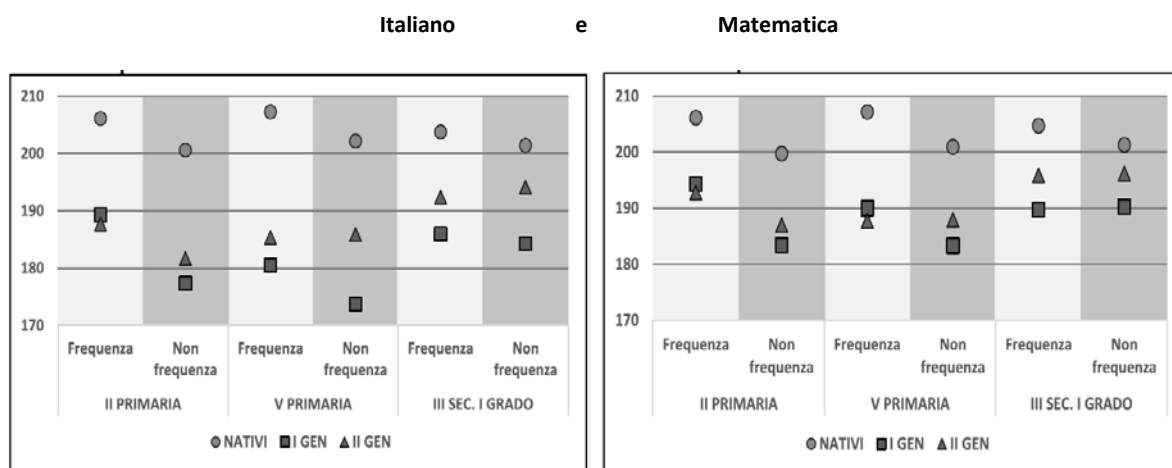 Italiano e Matematica
210
200
190
180
170
Frequenza Non frequenza Frequenza Non frequenza Frequenza Non frequenza
II PRIMARIA V PRIMARIA III SEC. I GRADO
NATIVI I GEN II GEN
210
200
190
180
170
Frequenza Non frequenza Frequenza Non frequenza Frequenza Non frequenza
II PRIMARIA V PRIMARIA III SEC. I GRADO
NATIVI I GEN II GEN